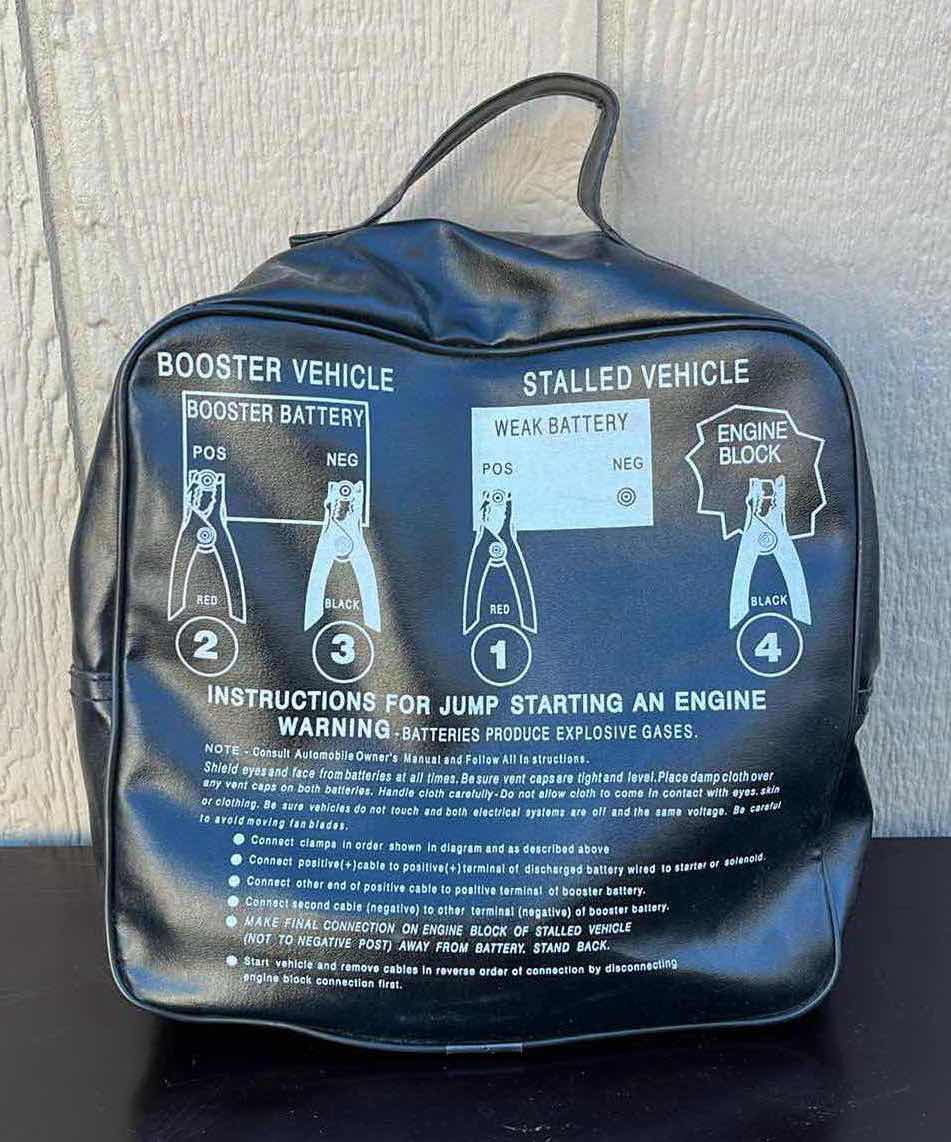 BOOSTER VEHICLE
BOOSTER BATTERY
POS
NEG
RED
BLACK
2
3
STALLED VEHICLE
WEAK BATTERY
POS
NEG
ENGINE
BLOCK
RED
BLACK
1
4
INSTRUCTIONS FOR JUMP STARTING AN ENGINE
WARNING - BATTERIES PRODUCE EXPLOSIVE GASES.
NOTE - Consult Automobile Owner's Manual and Follow All In structions.
Shield eyes and face from batteries at all times. Be sure vent caps are tight and level. Place damp cloth over
any vent caps on both batteries. Handle cloth carefully - Do not allow cloth to come in contact with eyes. skin
or clothing. Be sure vehicles do not touch and both electrical systems are off and the same voltage. Be careful
to avoid moving fan blades.
● Connect clamps in order shown in diagram and as described above
● Connect positive(+)cable to positive(+)terminal of discharged battery wired to starter or solenoid.
● Connect other end of positive cable to positive terminal of booster battery.
● Connect second cable (negative) to other terminal (negative) of booster battery.
● MAKE FINAL CONNECTION ON ENGINE BLOCK OF STALLED VEHICLE
(NOT TO NEGATIVE POST) AWAY FROM BATTERY. STAND BACK.
● Start vehicle and remove cables in reverse order of connection by disconnecting
engine block connection first.